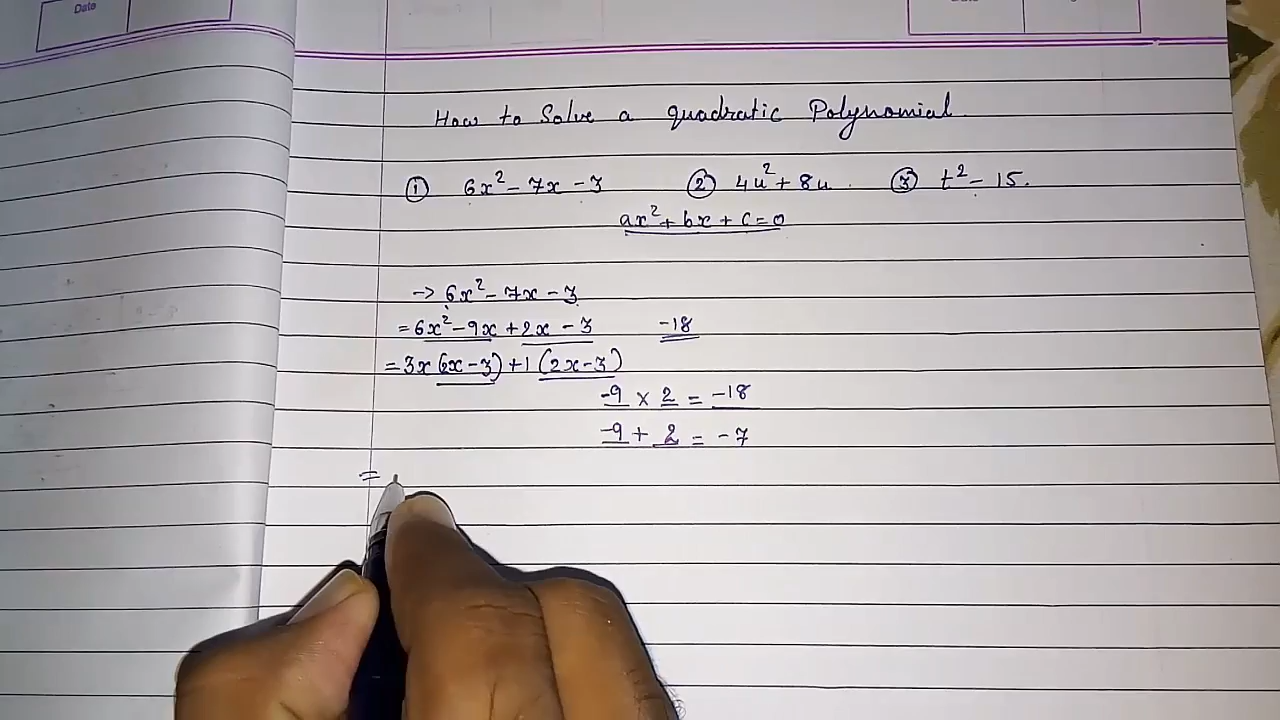 Date
How to Solve a quadratic Polynomial.
① 6x² - 7x - 3 ② 4u² + 8u. ③ t² - 15.
ax² + bx + c = 0
→ 6x² - 7x - 3
= 6x² - 9x + 2x - 3 -18
= 3x(2x - 3) + 1(2x - 3)
-9 × 2 = -18
-9 + 2 = -7
=